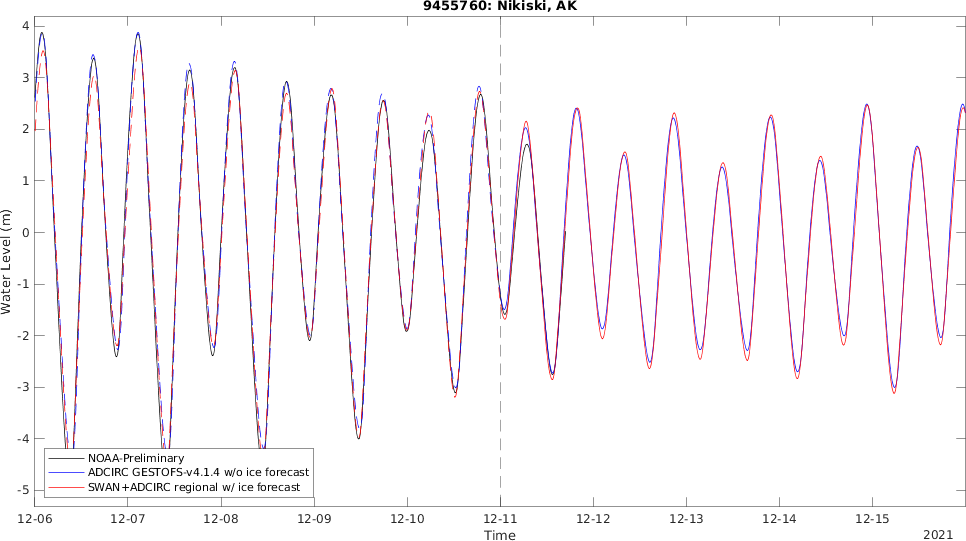 9455760: Nikiski, AK
4
3
2
1
0
-1
-2
-3
-4
-5
Water Level (m)
NOAA-Preliminary
ADCIRC GESTOFS-v4.1.4 w/o ice forecast
SWAN+ADCIRC regional w/ ice forecast
12-06 12-07 12-08 12-09 12-10 12-11 12-12 12-13 12-14 12-15
Time
2021